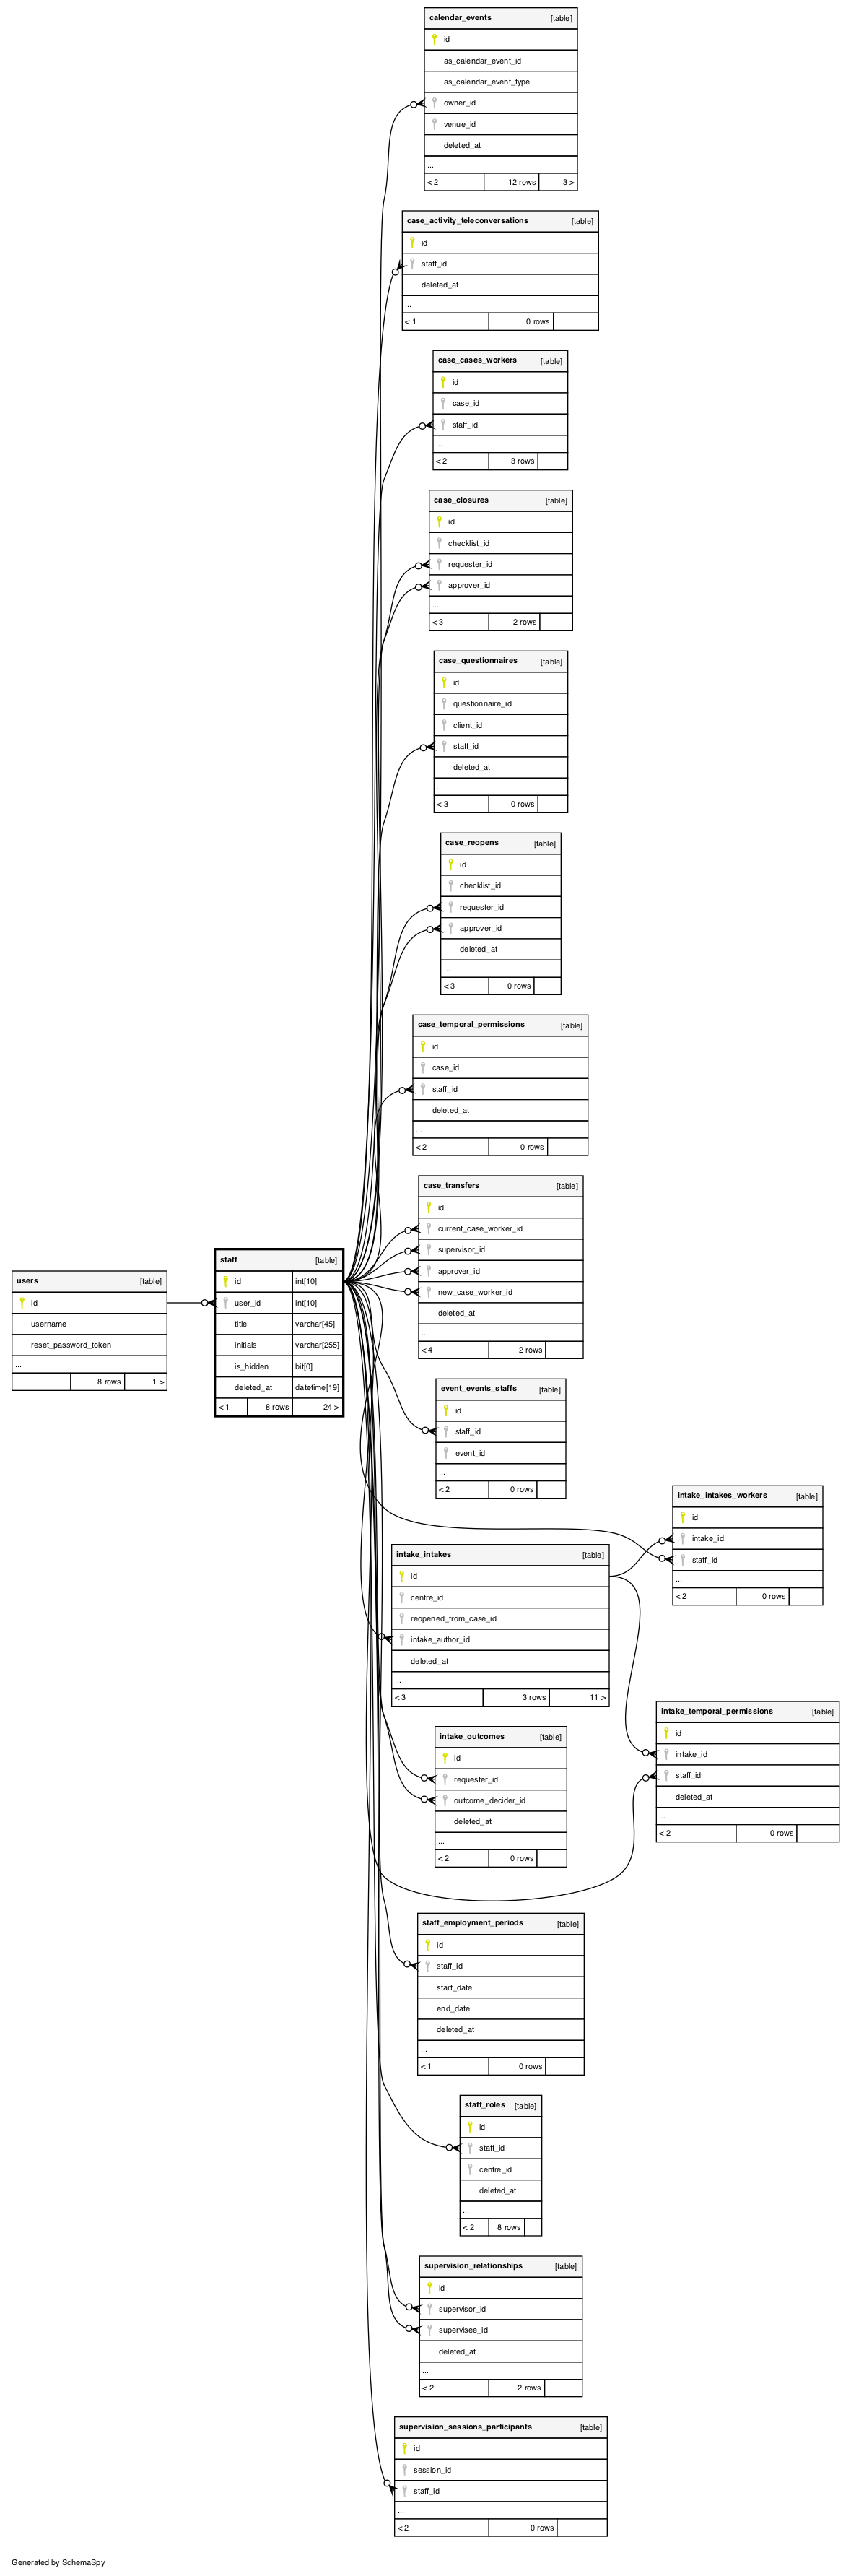 calendar_events [table]
id
as_calendar_event_id
as_calendar_event_type
owner_id
venue_id
deleted_at
...
< 2 12 rows 3 >
case_activity_teleconversations [table]
id
staff_id
deleted_at
...
< 1 0 rows
case_cases_workers [table]
id
case_id
staff_id
...
< 2 3 rows
case_closures [table]
id
checklist_id
requester_id
approver_id
...
< 3 2 rows
case_questionnaires [table]
id
questionnaire_id
client_id
staff_id
deleted_at
...
< 3 0 rows
case_reopens [table]
id
checklist_id
requester_id
approver_id
deleted_at
...
< 3 0 rows
case_temporal_permissions [table]
id
case_id
staff_id
deleted_at
...
< 2 0 rows
case_transfers [table]
id
current_case_worker_id
supervisor_id
approver_id
new_case_worker_id
deleted_at
...
< 4 2 rows
users [table]
id
username
reset_password_token
...
8 rows 1 >
staff [table]
id int[10]
user_id int[10]
title varchar[45]
initials varchar[255]
is_hidden bit[0]
deleted_at datetime[19]
< 1 8 rows 24 >
event_events_staffs [table]
id
staff_id
event_id
...
< 2 0 rows
intake_intakes_workers [table]
id
intake_id
staff_id
...
< 2 0 rows
intake_intakes [table]
id
centre_id
reopened_from_case_id
intake_author_id
deleted_at
...
< 3 3 rows 11 >
intake_temporal_permissions [table]
id
intake_id
staff_id
deleted_at
...
< 2 0 rows
intake_outcomes [table]
id
requester_id
outcome_decider_id
deleted_at
...
< 2 0 rows
staff_employment_periods [table]
id
staff_id
start_date
end_date
deleted_at
...
< 1 0 rows
staff_roles [table]
id
staff_id
centre_id
deleted_at
...
< 2 8 rows
supervision_relationships [table]
id
supervisor_id
supervisee_id
deleted_at
...
< 2 2 rows
supervision_sessions_participants [table]
id
session_id
staff_id
...
< 2 0 rows
Generated by SchemaSpy